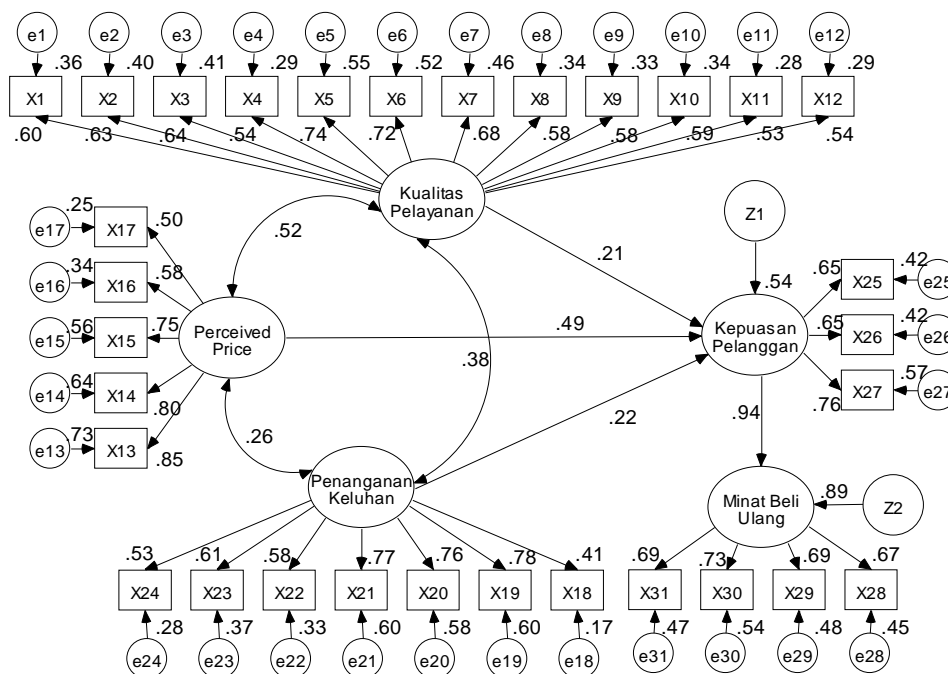 e1 e2 e3 e4 e5 e6 e7 e8 e9 e10 e11 e12
.36 .40 .41 .29 .55 .52 .46 .34 .33 .34 .28 .29
X1 X2 X3 X4 X5 X6 X7 X8 X9 X10 X11 X12
.60 .63 .64 .54 .74 .72 .68 .58 .58 .59 .53 .54
Kualitas
Pelayanan
Z1
.52
.21
.54
e17 .25 X17 .50
e16 .34 X16 .58
e15 .56 X15 .75
e14 .64 X14 .80
e13 .73 X13 .85
Perceived
Price
.49
.38
.26
.22
Kepuasan
Pelanggan
.65 X25 .42 e25
.65 X26 .42 e26
.76 X27 .57 e27
.94
Penanganan
Keluhan
Minat Beli
Ulang
.89
Z2
.53 .61 .58 .77 .76 .78 .41
X24 X23 X22 X21 X20 X19 X18
.28 .37 .33 .60 .58 .60 .17
e24 e23 e22 e21 e20 e19 e18
.69 .73 .69 .67
X31 X30 X29 X28
.47 .54 .48 .45
e31 e30 e29 e28